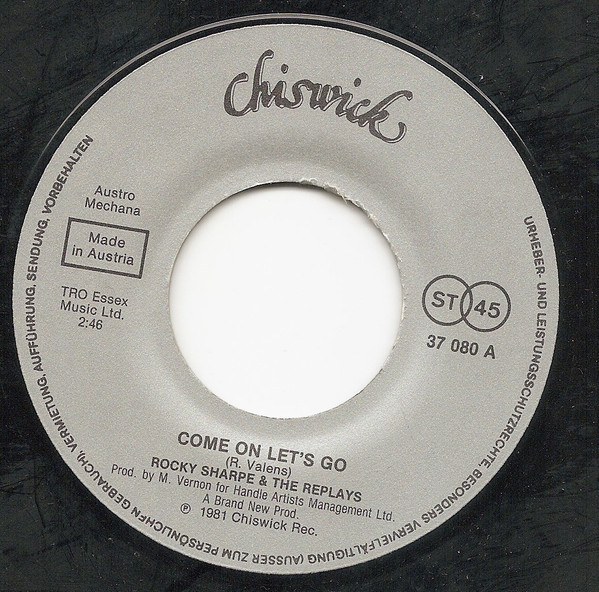 chiswick
Austro
Mechana
Made
in Austria
TRO Essex
Music Ltd.
2:46
ST 45
37 080 A
COME ON LET'S GO
(R. Valens)
ROCKY SHARPE & THE REPLAYS
Prod. by M. Vernon for Handle Artists Management Ltd.
A Brand New Prod.
℗ 1981 Chiswick Rec.
URHEBER- UND LEISTUNGSSCHUTZRECHTE, BESONDERS VERVIELFÄLTIGUNG (AUSSER ZUM PERSÖNLICHEN GEBRAUCH), VERMIETUNG, AUFFÜHRUNG, SENDUNG, VORBEHALTEN